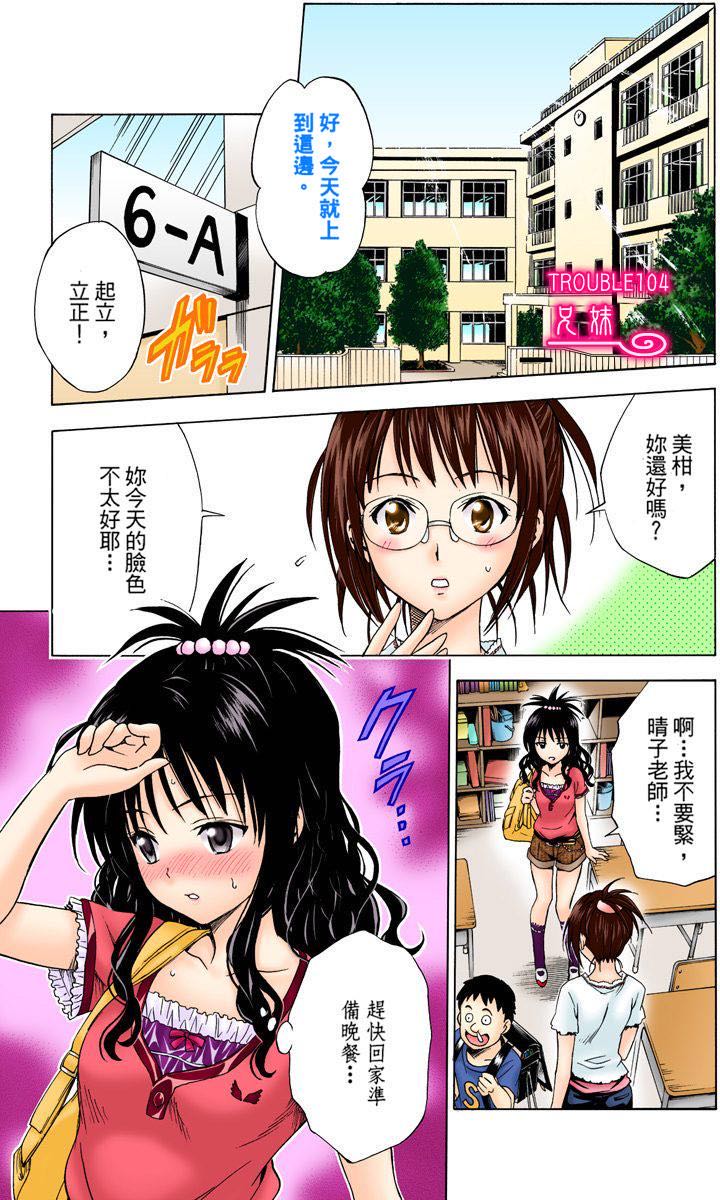 TROUBLE104
兄妹
好，今天就上
到這邊。
6-A
起立，
立正！
ガララ
美柑，
妳還好嗎？
妳今天的臉色
不太好耶…
啊…我不要緊，
晴子老師…
S
クラ…
趕快回家準
備晚餐…